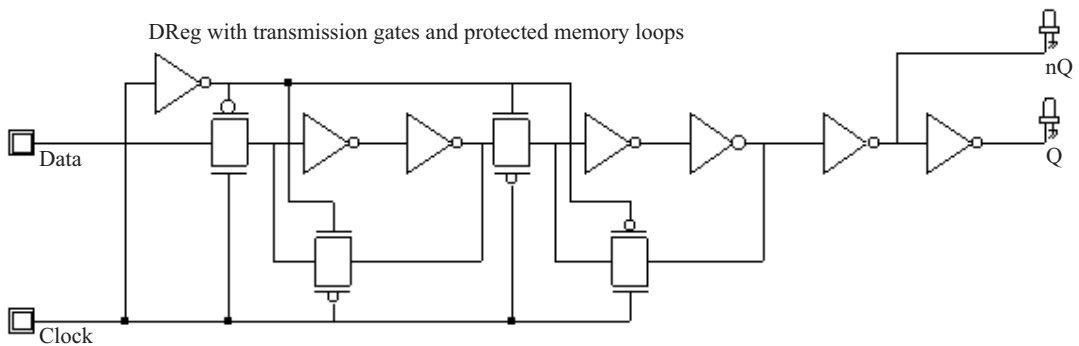 DReg with transmission gates and protected memory loops
nQ
Data
Q
Clock